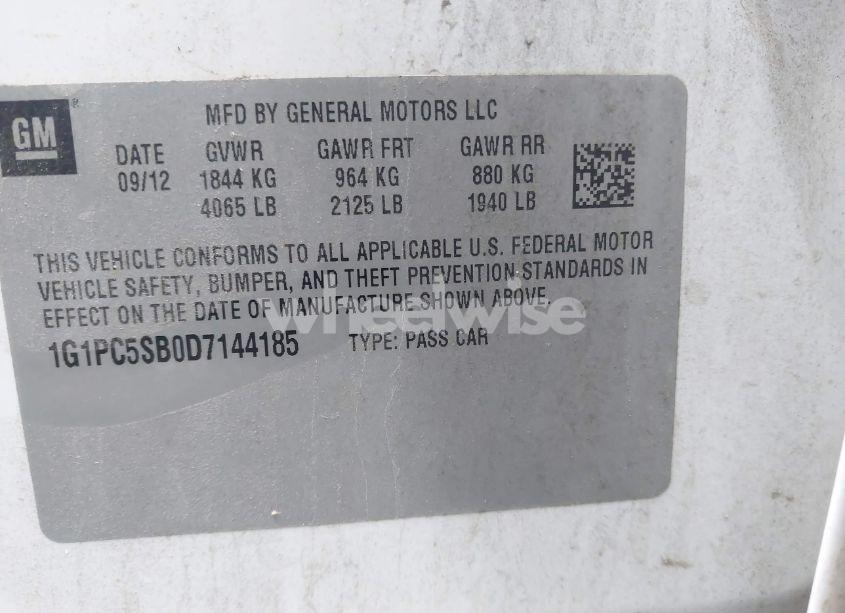 GM®
MFD BY GENERAL MOTORS LLC
DATE GVWR GAWR FRT GAWR RR
09/12 1844 KG 964 KG 880 KG
4065 LB 2125 LB 1940 LB
THIS VEHICLE CONFORMS TO ALL APPLICABLE U.S. FEDERAL MOTOR
VEHICLE SAFETY, BUMPER, AND THEFT PREVENTION STANDARDS IN
EFFECT ON THE DATE OF MANUFACTURE SHOWN ABOVE.
wheelwise
1G1PC5SB0D7144185 TYPE: PASS CAR